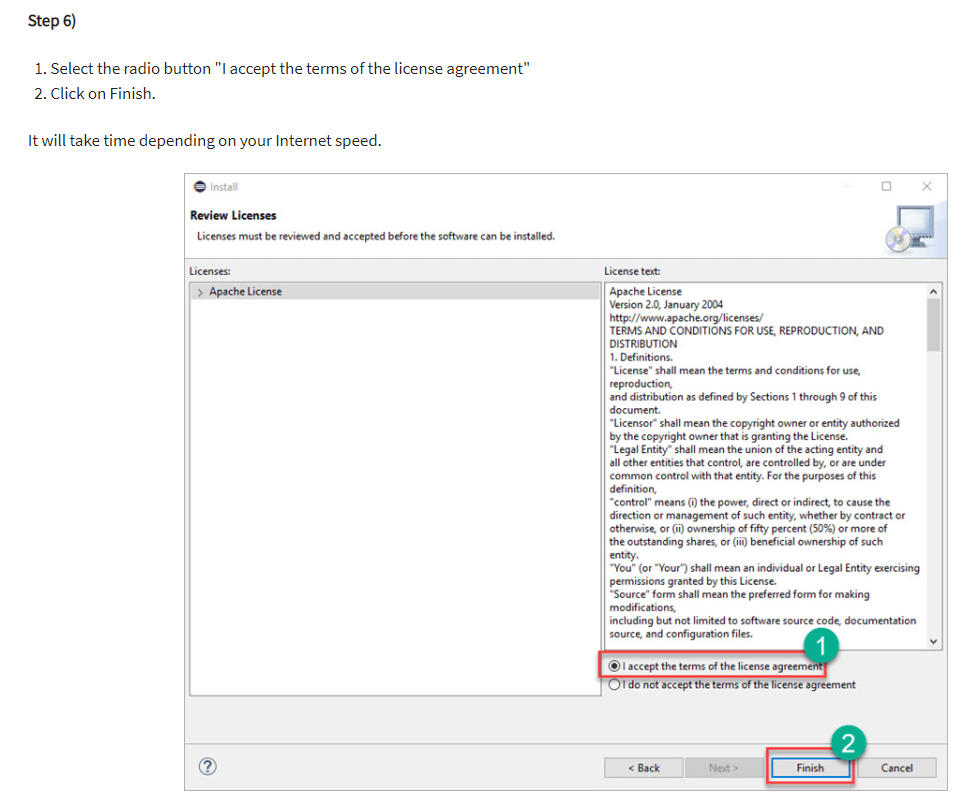 Step 6)
1. Select the radio button "I accept the terms of the license agreement"
2. Click on Finish.
It will take time depending on your Internet speed.
Install
Review Licenses
Licenses must be reviewed and accepted before the software can be installed.
Licenses:
Apache License
License text:
Apache License
Version 2.0, January 2004
http://www.apache.org/licenses/
TERMS AND CONDITIONS FOR USE, REPRODUCTION, AND
DISTRIBUTION
1. Definitions.
"License" shall mean the terms and conditions for use,
reproduction,
and distribution as defined by Sections 1 through 9 of this
document.
"Licensor" shall mean the copyright owner or entity authorized
by the copyright owner that is granting the License.
"Legal Entity" shall mean the union of the acting entity and
all other entities that control, are controlled by, or are under
common control with that entity. For the purposes of this
definition,
"control" means (i) the power, direct or indirect, to cause the
direction or management of such entity, whether by contract or
otherwise, or (ii) ownership of fifty percent (50%) or more of
the outstanding shares, or (iii) beneficial ownership of such
entity.
"You" (or "Your") shall mean an individual or Legal Entity exercising
permissions granted by this License.
"Source" form shall mean the preferred form for making
modifications,
including but not limited to software source code, documentation
source, and configuration files.
1
I accept the terms of the license agreement
I do not accept the terms of the license agreement
2
? < Back Next > Finish Cancel